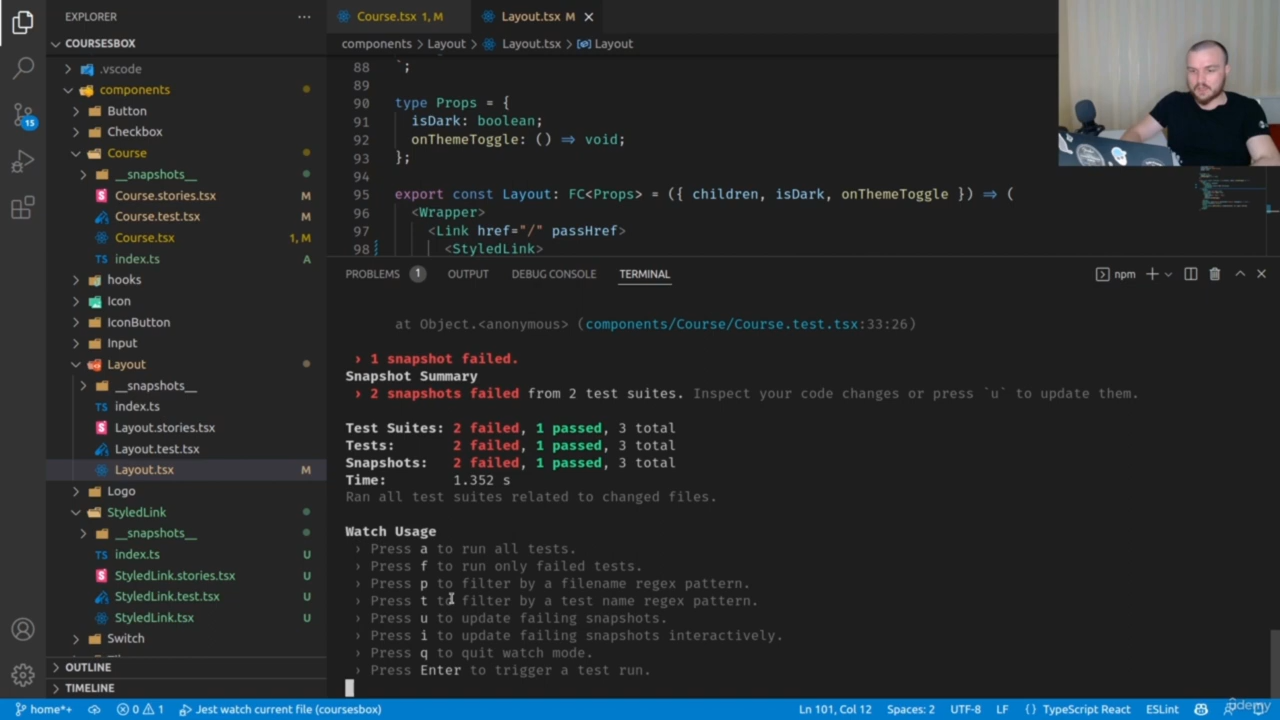 EXPLORER
COURSESBOX
.vscode
components
Button
Checkbox
Course
__snapshots__
Course.stories.tsx M
Course.test.tsx M
Course.tsx 1, M
index.ts A
hooks
Icon
IconButton
Input
Layout
__snapshots__
index.ts
Layout.stories.tsx
Layout.test.tsx
Layout.tsx M
Logo
StyledLink
__snapshots__
index.ts U
StyledLink.stories.tsx U
StyledLink.test.tsx U
StyledLink.tsx U
Switch
OUTLINE
TIMELINE
15
Course.tsx 1, M
Layout.tsx M
components > Layout > Layout.tsx > Layout
88 `;
89
90 type Props = {
91 isDark: boolean;
92 onThemeToggle: () => void;
93 };
94
95 export const Layout: FC<Props> = ({ children, isDark, onThemeToggle }) => (
96 <Wrapper>
97 <Link href="/" passHref>
98 <StyledLink>
PROBLEMS 1 OUTPUT DEBUG CONSOLE TERMINAL npm
at Object.<anonymous> (components/Course/Course.test.tsx:33:26)
› 1 snapshot failed.
Snapshot Summary
› 2 snapshots failed from 2 test suites. Inspect your code changes or press `u` to update them.
Test Suites: 2 failed, 1 passed, 3 total
Tests: 2 failed, 1 passed, 3 total
Snapshots: 2 failed, 1 passed, 3 total
Time: 1.352 s
Ran all test suites related to changed files.
Watch Usage
› Press a to run all tests.
› Press f to run only failed tests.
› Press p to filter by a filename regex pattern.
› Press t to filter by a test name regex pattern.
› Press u to update failing snapshots.
› Press i to update failing snapshots interactively.
› Press q to quit watch mode.
› Press Enter to trigger a test run.
home*+ 0 1 Jest watch current file (coursesbox) Ln 101, Col 12 Spaces: 2 UTF-8 LF {} TypeScript React ESLint
udemy